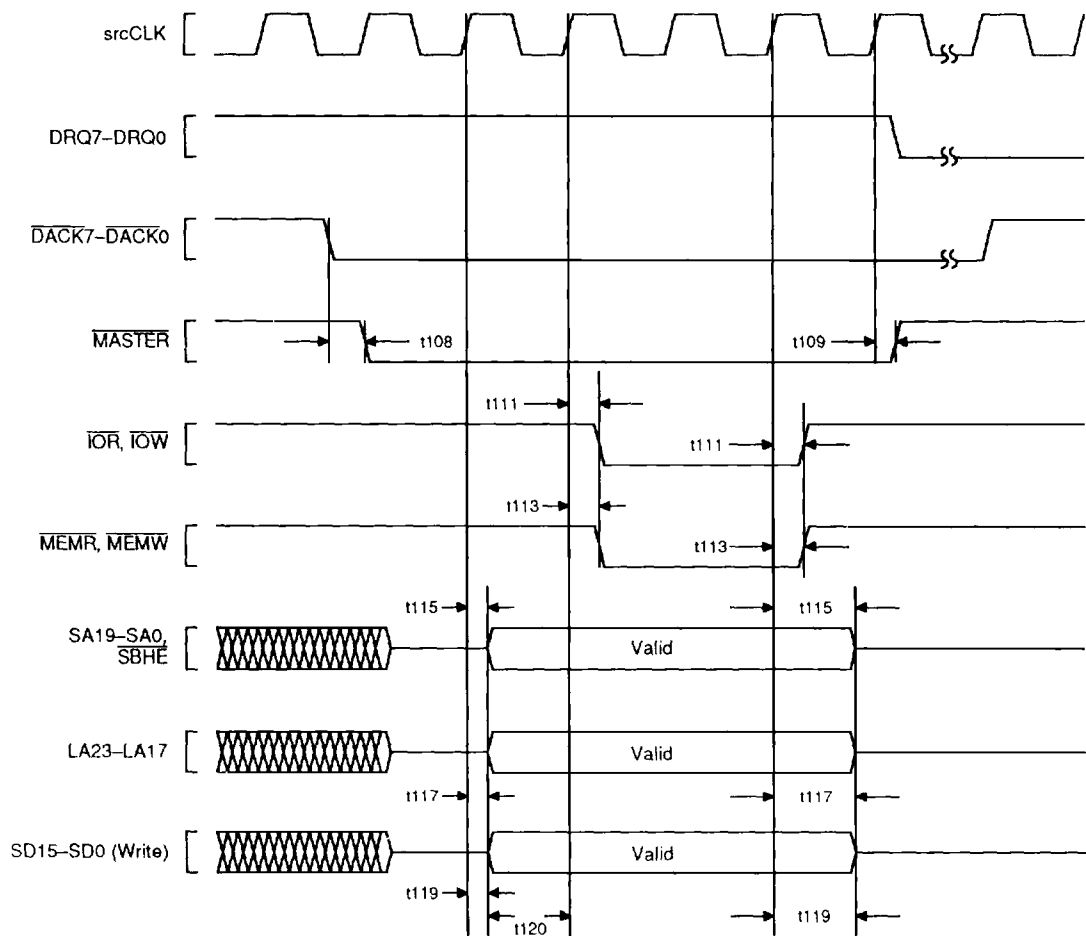 srcCLK
DRQ7–DRQ0
DACK7–DACK0
MASTER
t108
t109
t111
IOR, IOW
t111
t113
MEMR, MEMW
t113
t115
t115
SA19–SA0,
SBHE
Valid
LA23–LA17
Valid
t117
t117
SD15–SD0 (Write)
Valid
t119
t120
t119